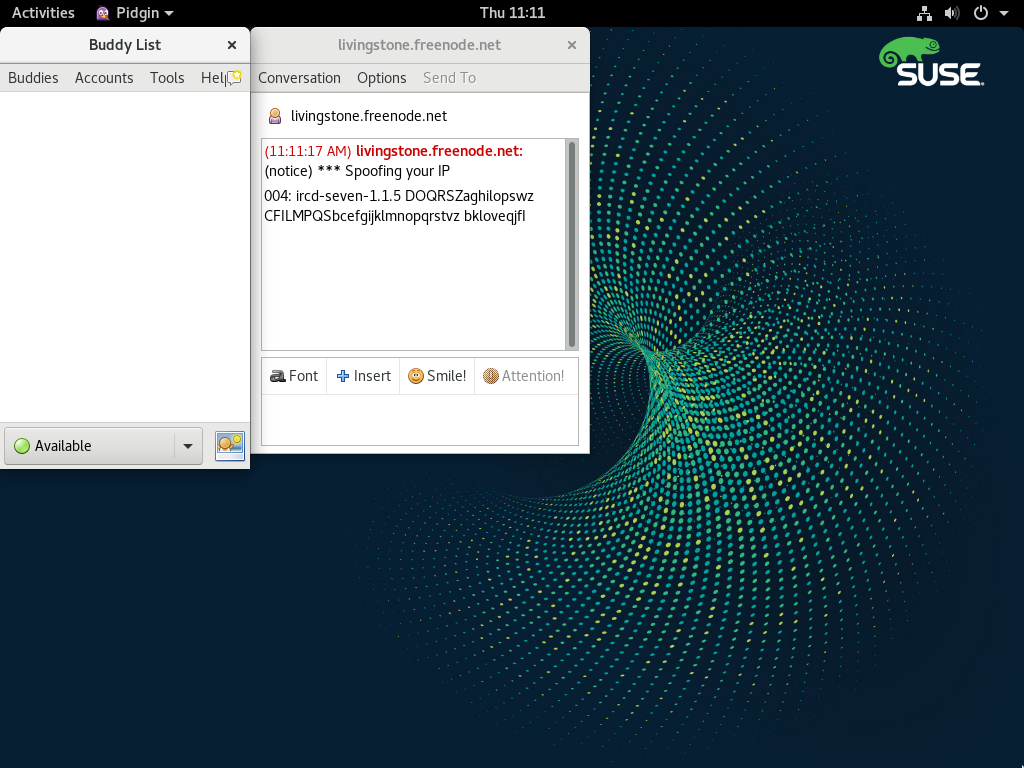 Activities Pidgin Thu 11:11
Buddy List
livingstone.freenode.net
Buddies Accounts Tools Help
Conversation Options Send To
livingstone.freenode.net
(11:11:17 AM) livingstone.freenode.net:
(notice) *** Spoofing your IP
004: ircd-seven-1.1.5 DOQRSZaghilopswz
CFILMPQSbcefgijklmnopqrstvz bkloveqjfI
Font Insert Smile! Attention!
Available
SUSE